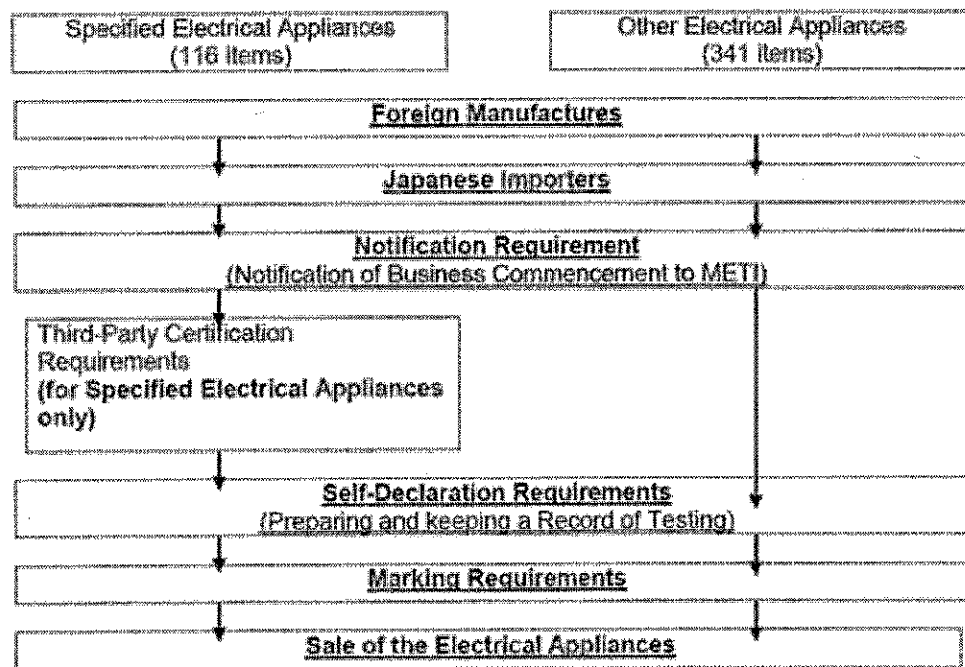 Specified Electrical Appliances
(116 items)
Other Electrical Appliances
(341 items)
Foreign Manufactures
Japanese Importers
Notification Requirement
(Notification of Business Commencement to METI)
Third-Party Certification
Requirements
(for Specified Electrical Appliances
only)
Self-Declaration Requirements
(Preparing and keeping a Record of Testing)
Marking Requirements
Sale of the Electrical Appliances